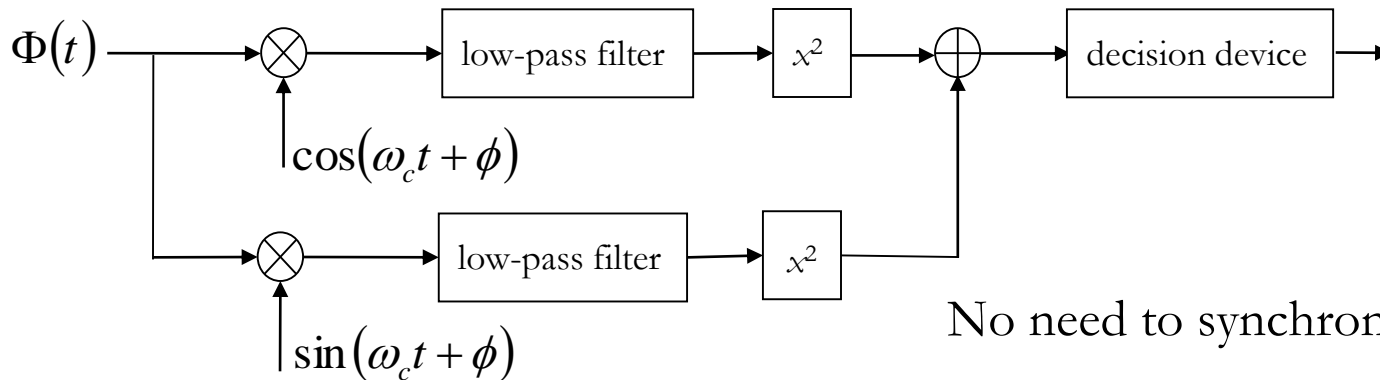 Φ(t) low-pass filter x² decision device
cos(ω_c t + φ)
low-pass filter x²
No need to synchron
sin(ω_c t + φ)